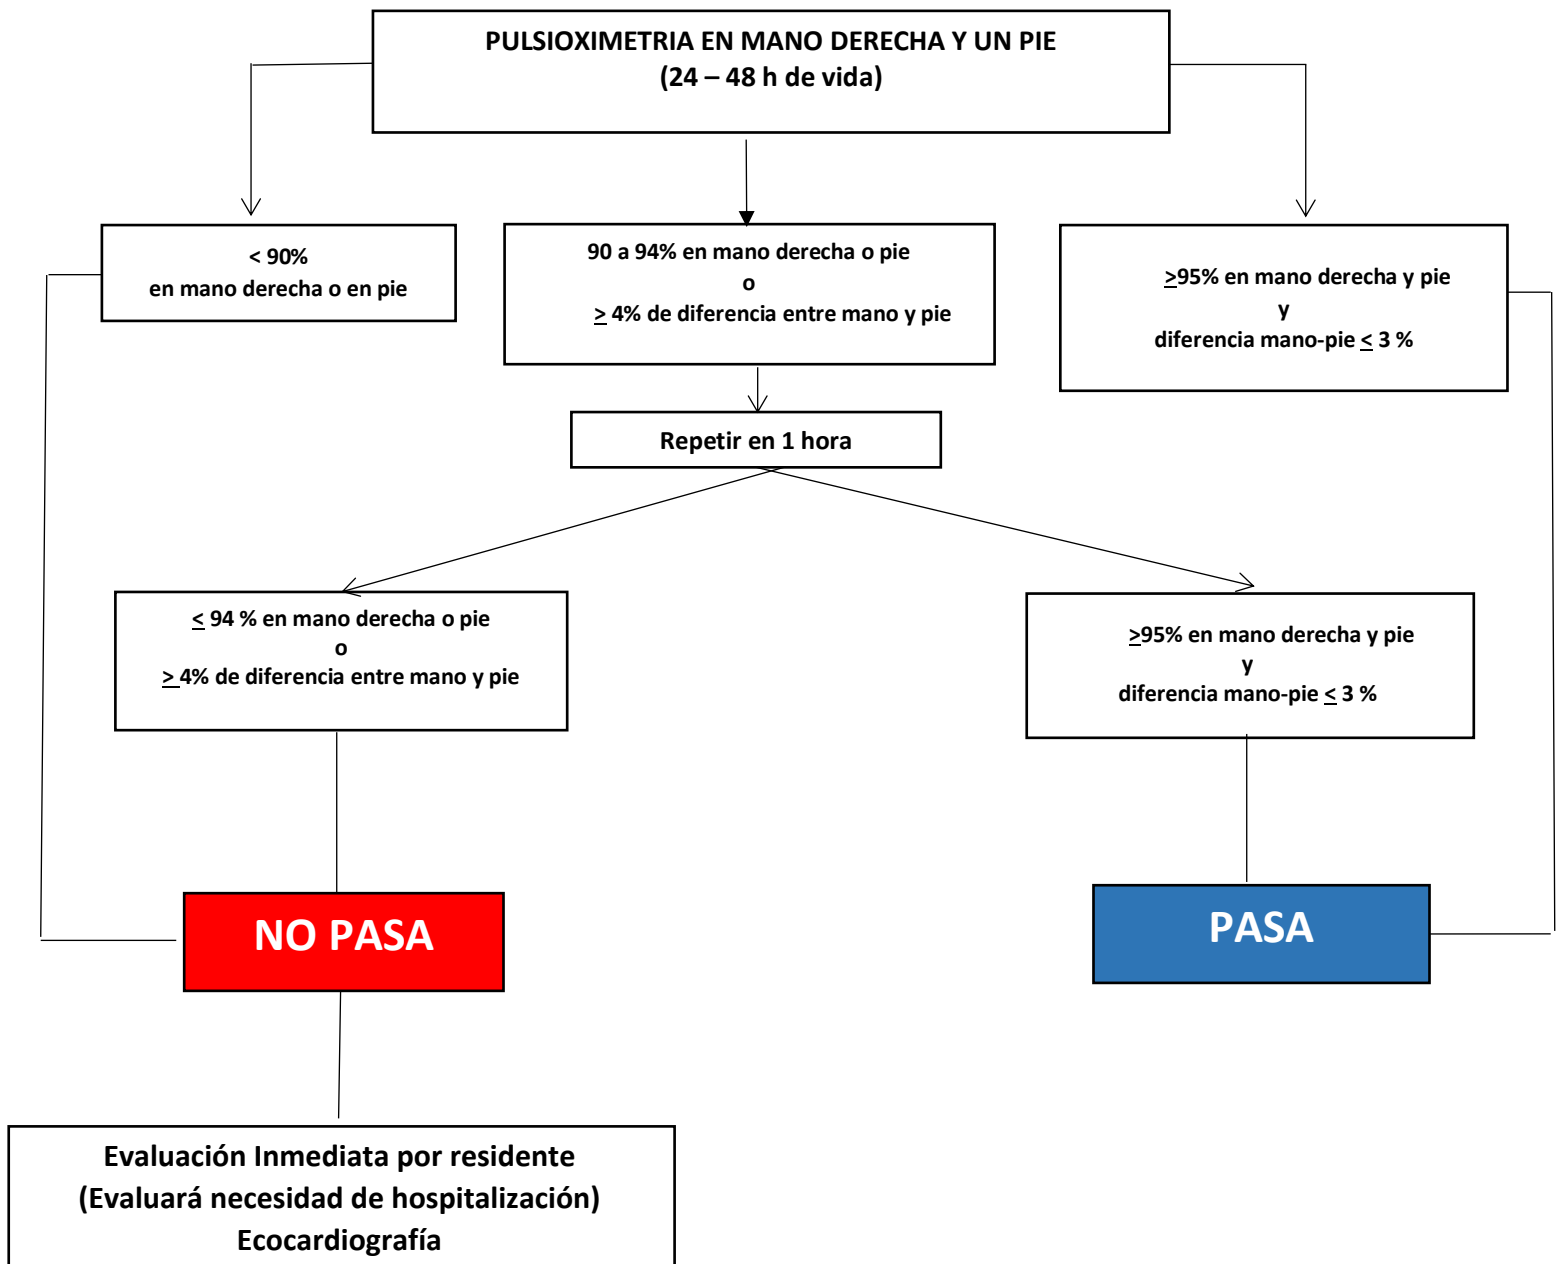 PULSIOXIMETRIA EN MANO DERECHA Y UN PIE
(24 – 48 h de vida)
< 90%
en mano derecha o en pie
90 a 94% en mano derecha o pie
o
≥ 4% de diferencia entre mano y pie
≥95% en mano derecha y pie
y
diferencia mano-pie ≤ 3 %
Repetir en 1 hora
≤ 94 % en mano derecha o pie
o
≥ 4% de diferencia entre mano y pie
≥95% en mano derecha y pie
y
diferencia mano-pie ≤ 3 %
NO PASA
PASA
Evaluación Inmediata por residente
(Evaluará necesidad de hospitalización)
Ecocardiografía